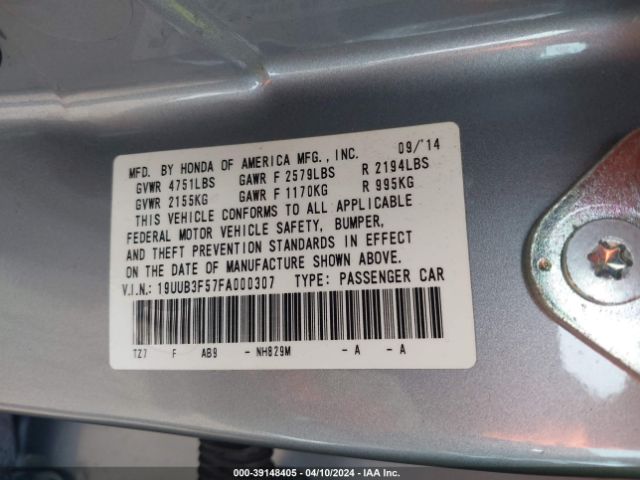 MFD. BY HONDA OF AMERICA MFG., INC. 09/'14
GVWR 4751LBS GAWR F 2579LBS R 2194LBS
GVWR 2155KG GAWR F 1170KG R 995KG
THIS VEHICLE CONFORMS TO ALL APPLICABLE
FEDERAL MOTOR VEHICLE SAFETY, BUMPER,
AND THEFT PREVENTION STANDARDS IN EFFECT
ON THE DATE OF MANUFACTURE SHOWN ABOVE.
V.I.N.: 19UUB3F57FA000307 TYPE: PASSENGER CAR
TZ7 F AB9 - NH829M - A - A
000-39148405 - 04/10/2024 - IAA Inc.